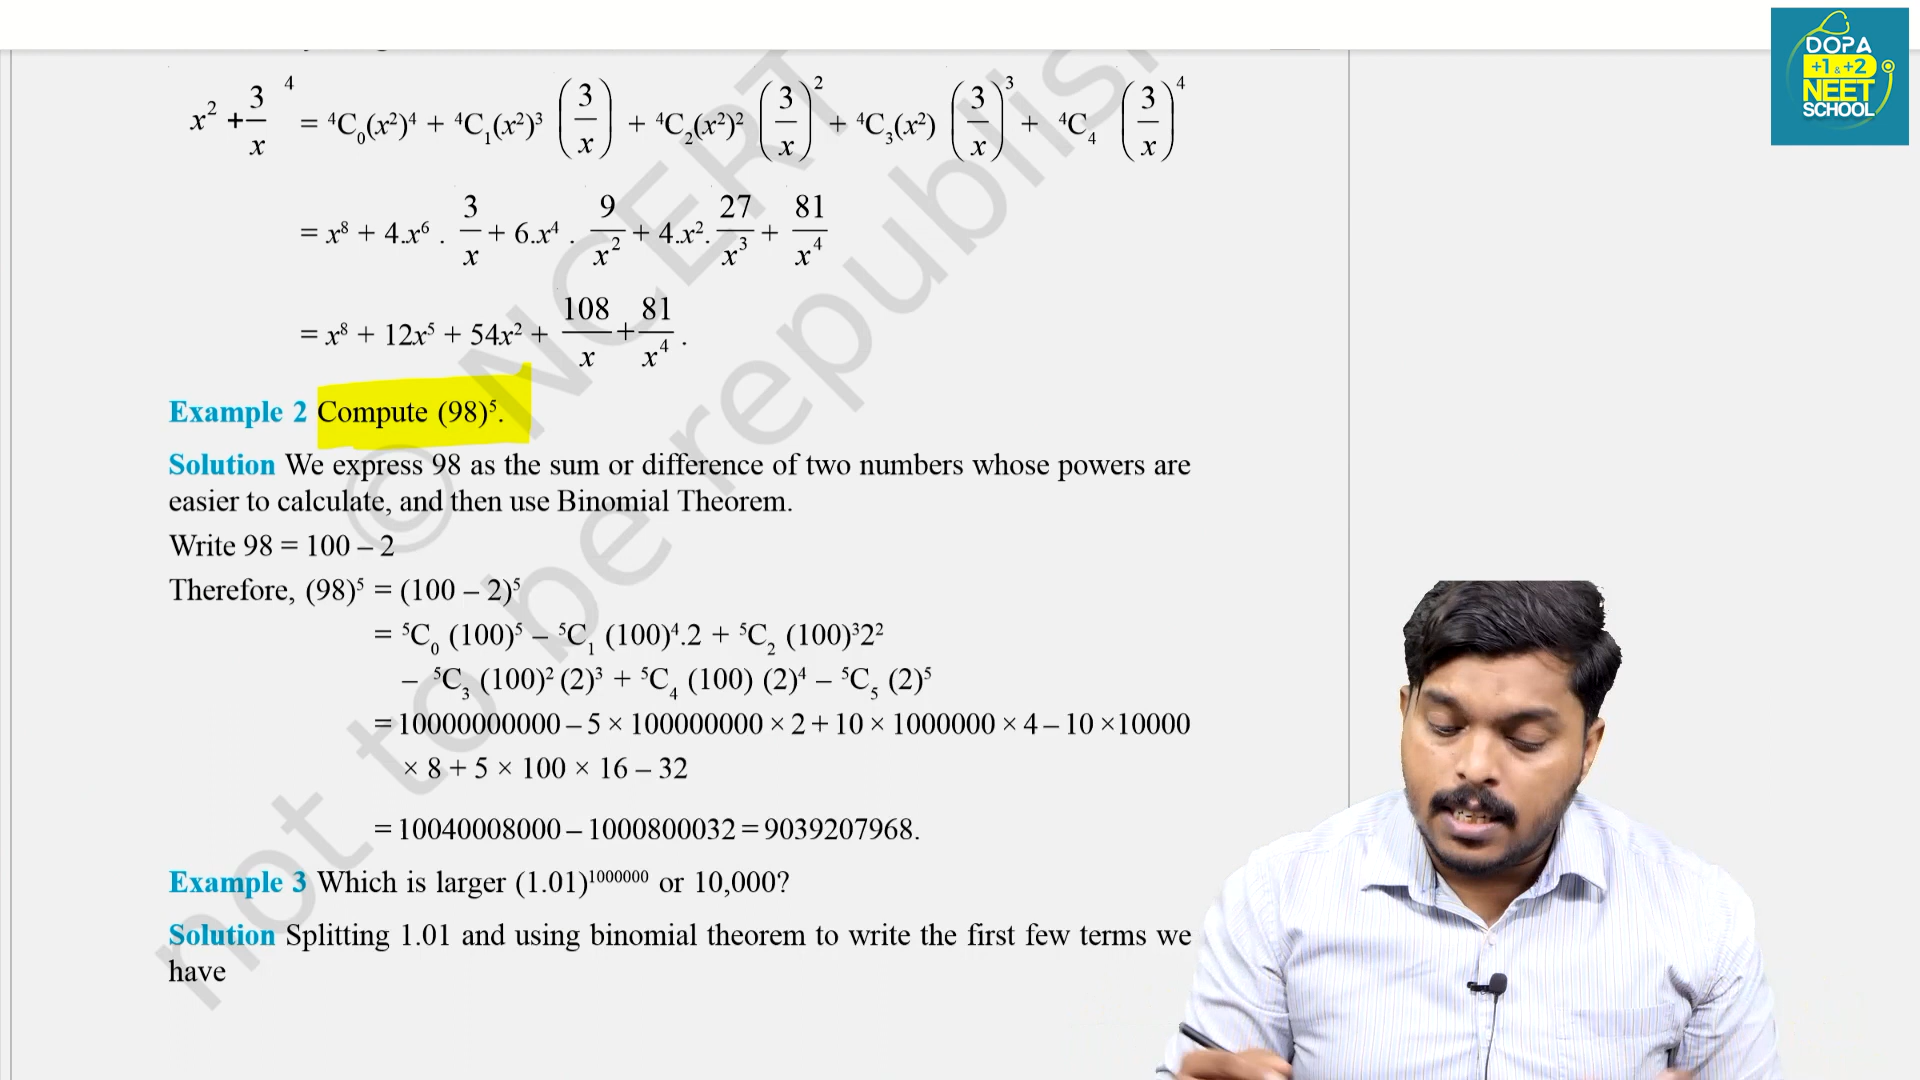 DOPA
+1 & +2
NEET
SCHOOL
x² + 3/x ⁴ = ⁴C₀(x²)⁴ + ⁴C₁(x²)³ (3/x) + ⁴C₂(x²)² (3/x)² + ⁴C₃(x²) (3/x)³ + ⁴C₄ (3/x)⁴
= x⁸ + 4.x⁶ . 3/x + 6.x⁴ . 9/x² + 4.x². 27/x³ + 81/x⁴
= x⁸ + 12x⁵ + 54x² + 108/x + 81/x⁴ .
Example 2 Compute (98)⁵.
Solution We express 98 as the sum or difference of two numbers whose powers are
easier to calculate, and then use Binomial Theorem.
Write 98 = 100 – 2
Therefore, (98)⁵ = (100 – 2)⁵
= ⁵C₀ (100)⁵ – ⁵C₁ (100)⁴.2 + ⁵C₂ (100)³2²
– ⁵C₃ (100)² (2)³ + ⁵C₄ (100) (2)⁴ – ⁵C₅ (2)⁵
= 10000000000 – 5 × 100000000 × 2 + 10 × 1000000 × 4 – 10 ×10000
× 8 + 5 × 100 × 16 – 32
= 10040008000 – 1000800032 = 9039207968.
Example 3 Which is larger (1.01)¹⁰⁰⁰⁰⁰⁰ or 10,000?
Solution Splitting 1.01 and using binomial theorem to write the first few terms we
have
© NCERT
not to be republish